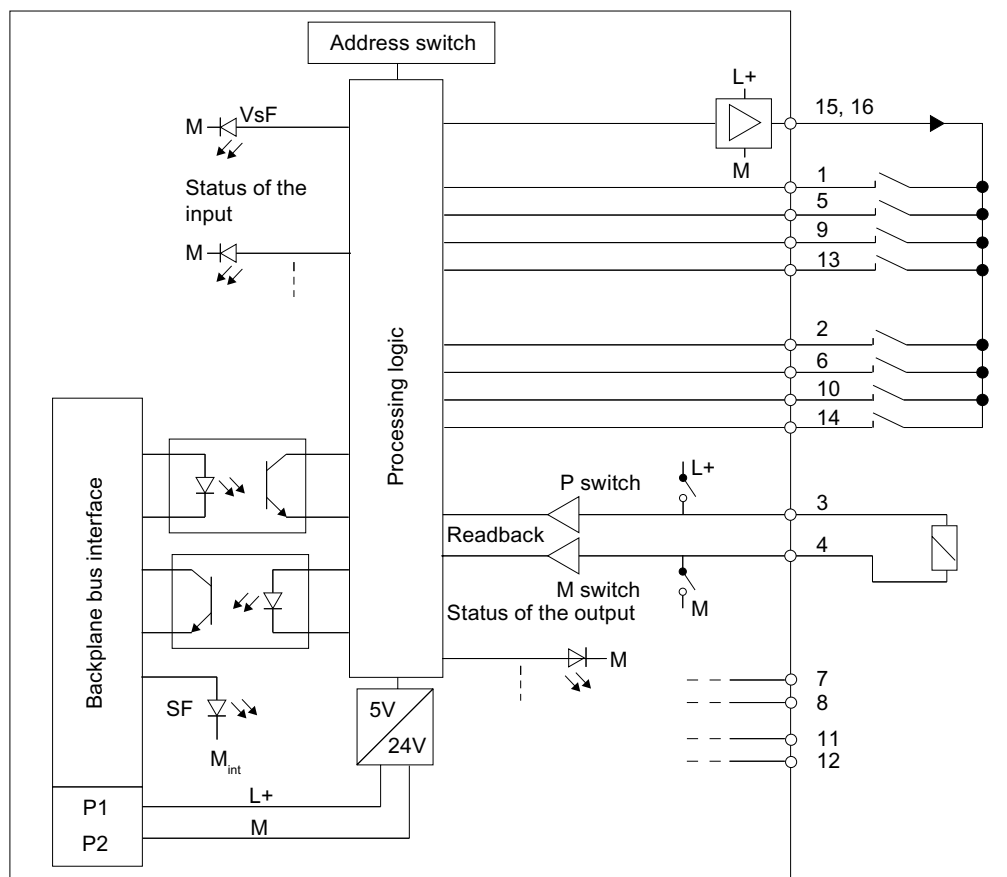 Address switch
L+
15, 16
M
VsF
M
1
Status of the
input
5
9
M
13
Processing logic
2
6
10
14
Backplane bus interface
L+
P switch
3
Readback
4
M switch
M
Status of the output
M
7
SF
8
5V
24V
11
12
Mint
L+
P1
M
P2